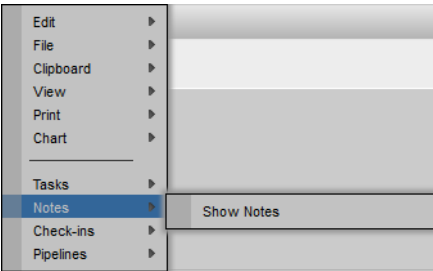 Edit
File
Clipboard
View
Print
Chart
Tasks
Notes
Show Notes
Check-ins
Pipelines